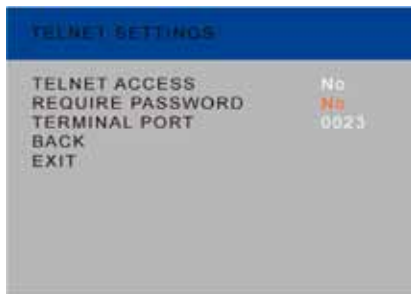 TELNET SETTINGS
TELNET ACCESS No
REQUIRE PASSWORD No
TERMINAL PORT 0023
BACK
EXIT